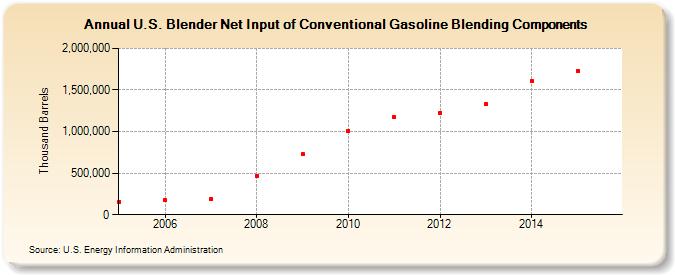 Annual U.S. Blender Net Input of Conventional Gasoline Blending Components
Thousand Barrels
2,000,000
1,500,000
1,000,000
500,000
0
2006 2008 2010 2012 2014
Source: U.S. Energy Information Administration